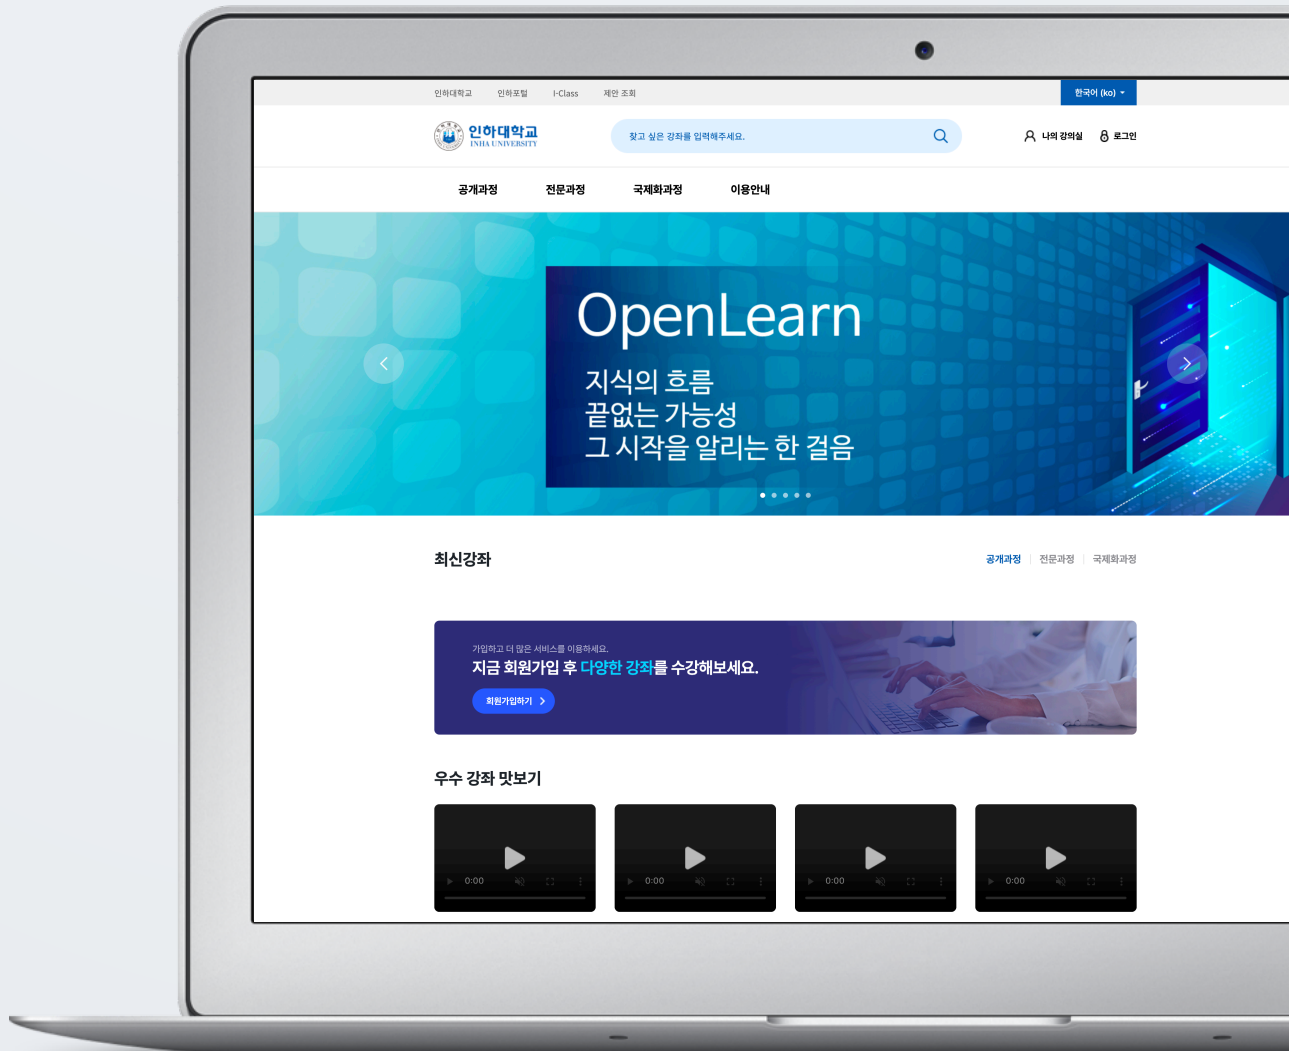 인하대학교 인하포털 I-Class 제안 조회 한국어 (ko)
인하대학교
INHA UNIVERSITY
찾고 싶은 강좌를 입력해주세요.
나의 강의실 로그인
공개과정 전문과정 국제화과정 이용안내
OpenLearn
지식의 흐름
끝없는 가능성
그 시작을 알리는 한 걸음
최신강좌
공개과정 전문과정 국제화과정
가입하고 더 많은 서비스를 이용하세요.
지금 회원가입 후 다양한 강좌를 수강해보세요.
회원가입하기
우수 강좌 맛보기
0:00 0:00 0:00 0:00